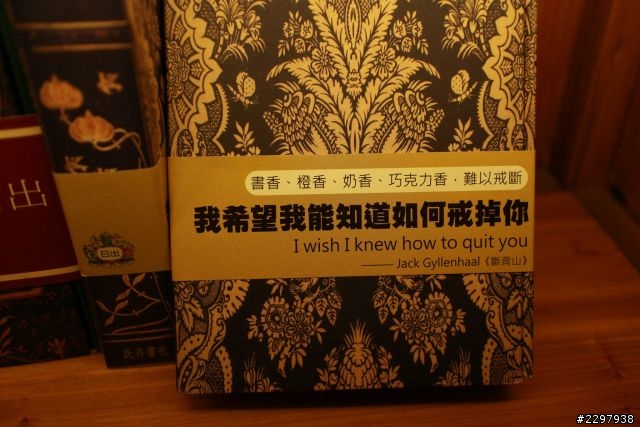 出
日出
書香、橙香、奶香、巧克力香．難以戒斷
我希望我能知道如何戒掉你
I wish I knew how to quit you
——— Jack Gyllenhaal《斷背山》
#2297938